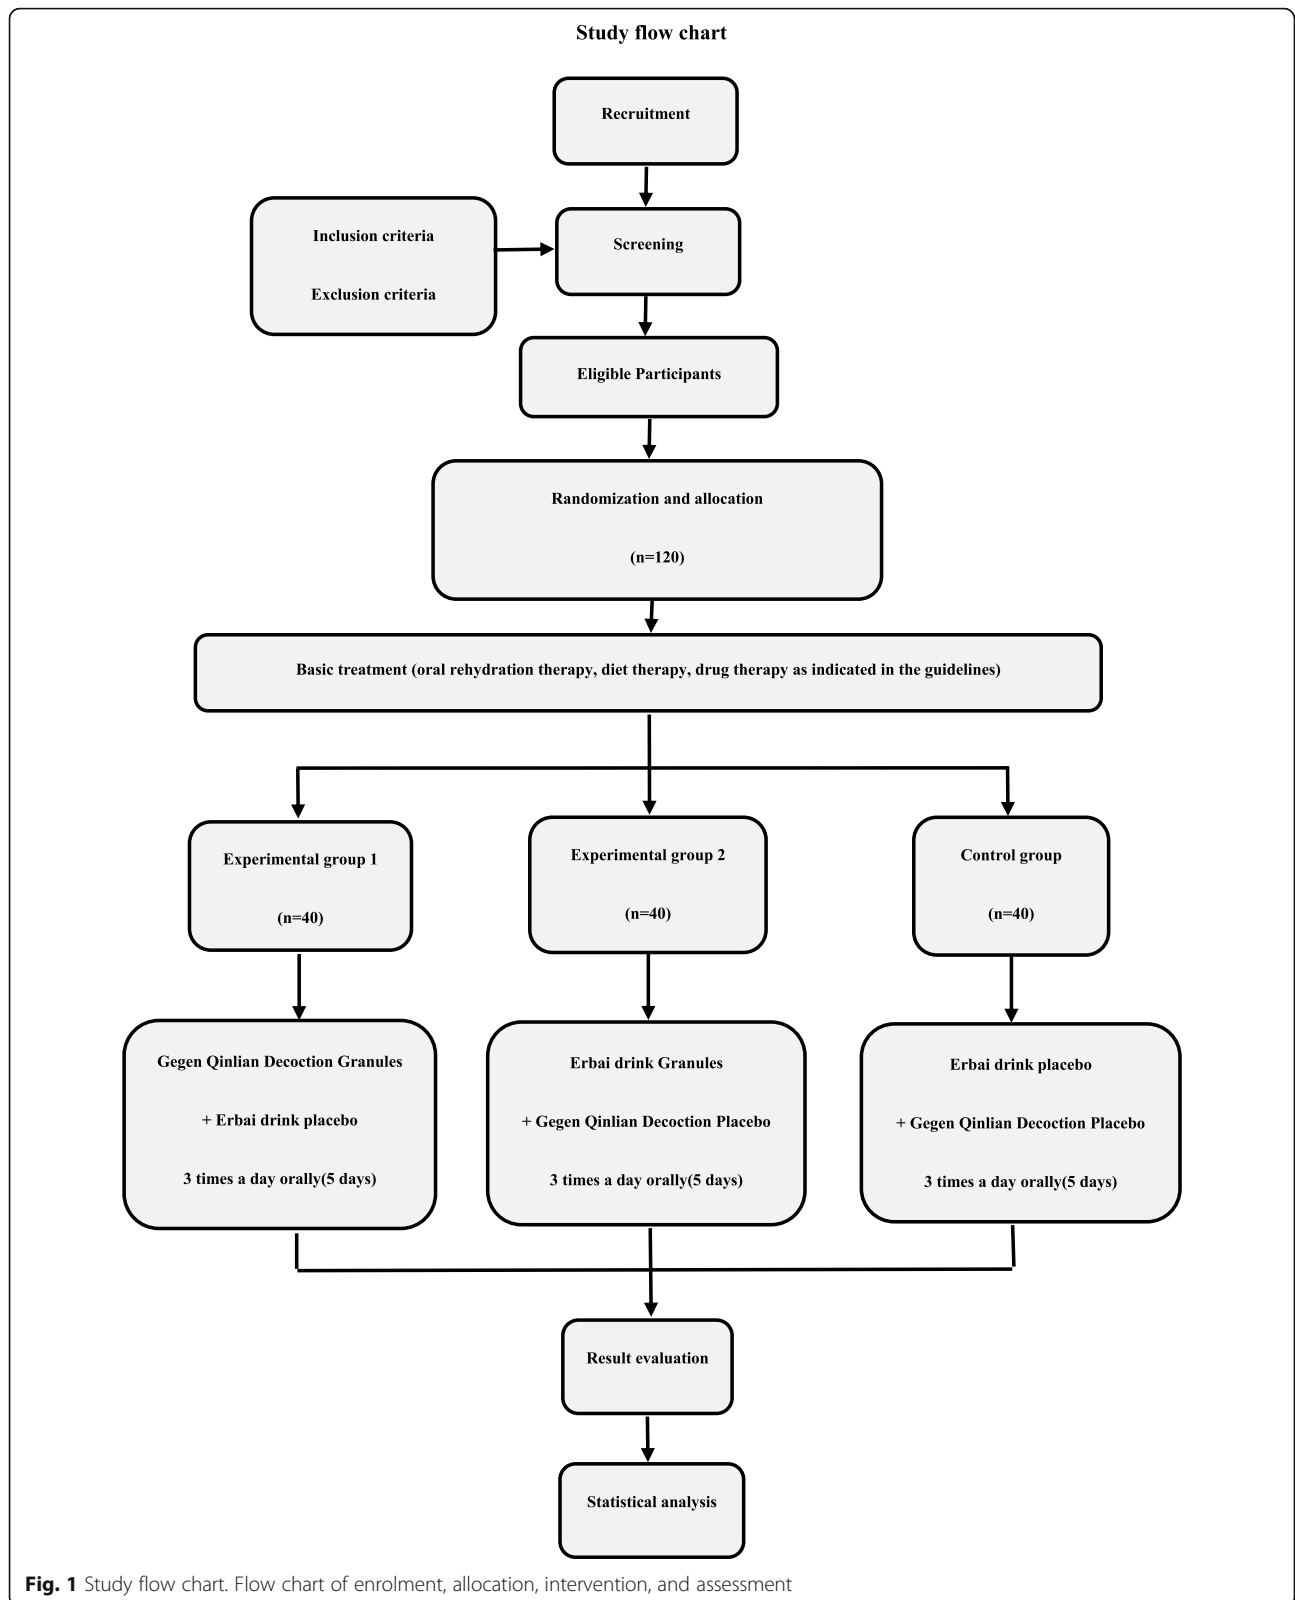 Study flow chart
Recruitment
Inclusion criteria
Exclusion criteria
Screening
Eligible Participants
Randomization and allocation
(n=120)
Basic treatment (oral rehydration therapy, diet therapy, drug therapy as indicated in the guidelines)
Experimental group 1
(n=40)
Experimental group 2
(n=40)
Control group
(n=40)
Gegen Qinlian Decoction Granules
+ Erbai drink placebo
3 times a day orally(5 days)
Erbai drink Granules
+ Gegen Qinlian Decoction Placebo
3 times a day orally(5 days)
Erbai drink placebo
+ Gegen Qinlian Decoction Placebo
3 times a day orally(5 days)
Result evaluation
Statistical analysis
Fig. 1 Study flow chart. Flow chart of enrolment, allocation, intervention, and assessment